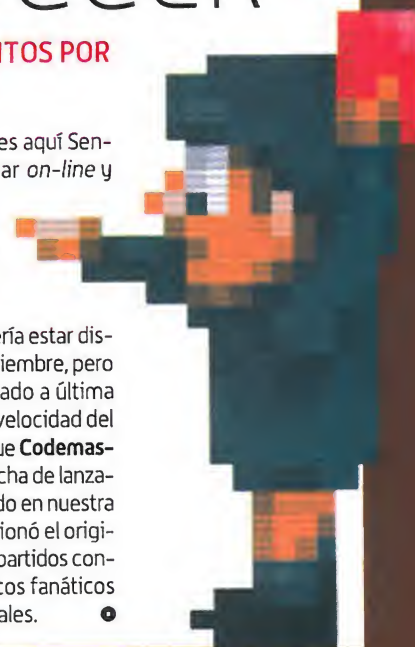 CCER
ITOS POR
es aquí Sen-
ar on-line y
ería estar dis-
iembre, pero
ado a última
velocidad del
ue Codemas-
cha de lanza-
do en nuestra
ionó el origi-
partidos con-
cos fanáticos
ales.